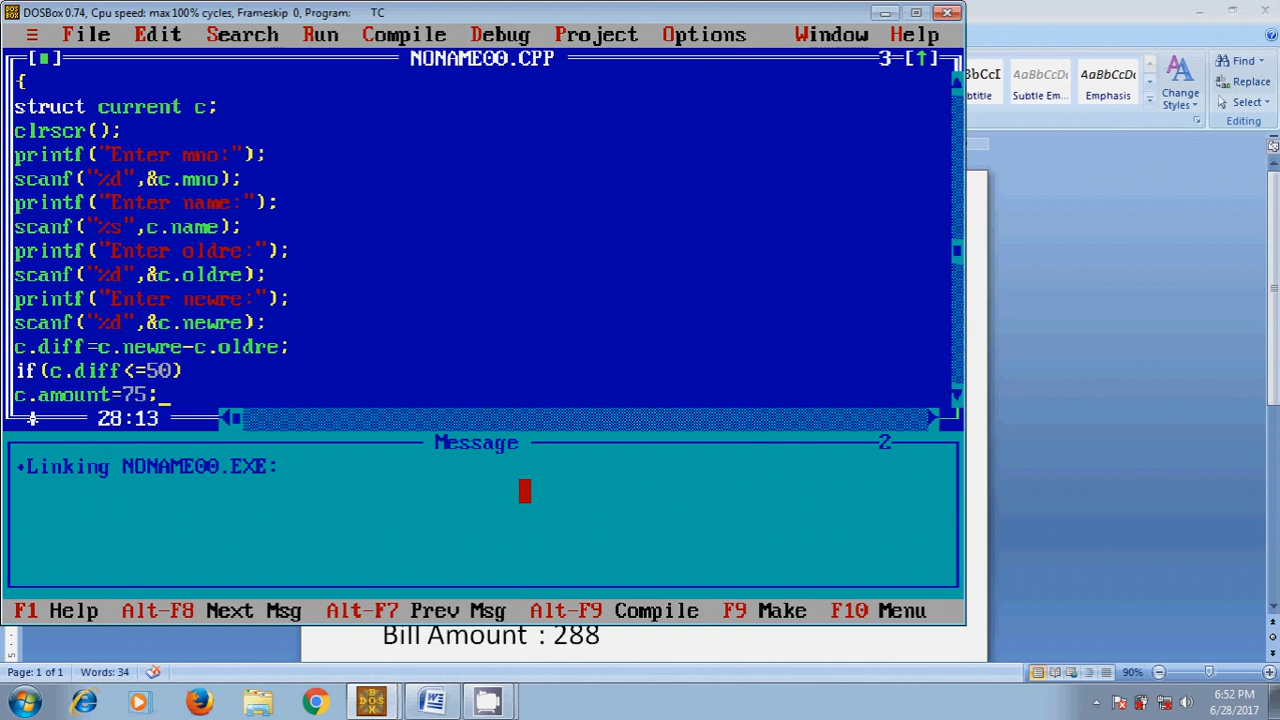 DOSBox 0.74, Cpu speed: max 100% cycles, Frameskip 0, Program: TC
≡ File Edit Search Run Compile Debug Project Options Window Help
[■] NONAME00.CPP 3=[↑]
{
struct current c;
clrscr();
printf("Enter mno:");
scanf("%d",&c.mno);
printf("Enter name:");
scanf("%s",c.name);
printf("Enter oldre:");
scanf("%d",&c.oldre);
printf("Enter newre:");
scanf("%d",&c.newre);
c.diff=c.newre-c.oldre;
if(c.diff<=50)
c.amount=75;_
28:13
Message 2
•Linking NONAME00.EXE:
F1 Help Alt-F8 Next Msg Alt-F7 Prev Msg Alt-F9 Compile F9 Make F10 Menu
bCcI AaBbCcDc AaBbCcDc
btitle Subtle Em... Emphasis
Change
Styles
Find
Replace
Select
Editing
Bill Amount : 288
Page: 1 of 1 Words: 34 90%
6:52 PM
6/28/2017